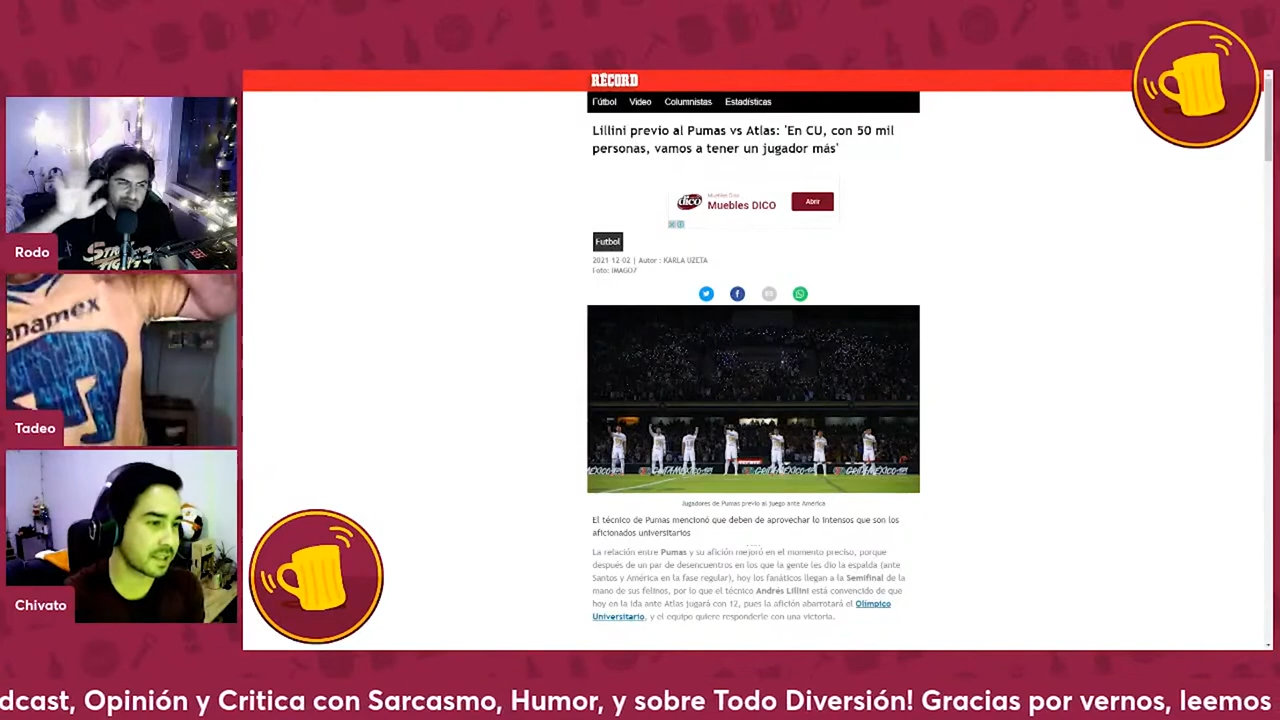 RÉCORD
Fútbol Video Columnistas Estadísticas
Lillini previo al Pumas vs Atlas: 'En CU, con 50 mil
personas, vamos a tener un jugador más'
dico
Muebles Dico
Muebles DICO
Abrir
Futbol
2021-12-02 | Autor : KARLA UZETA
Foto: IMAGO7
Jugadores de Pumas previo al juego ante América
El técnico de Pumas mencionó que deben de aprovechar lo intensos que son los
aficionados universitarios
La relación entre Pumas y su afición mejoró en el momento preciso, porque
después de un par de desencuentros en los que la gente les dio la espalda (ante
Santos y América en la fase regular), hoy los fanáticos llegan a la Semifinal de la
mano de sus felinos, por lo que el técnico Andrés Lillini está convencido de que
hoy en la Ida ante Atlas jugará con 12, pues la afición abarrotará el Olímpico
Universitario, y el equipo quiere responderle con una victoria.
Rodo
anamex
Tadeo
Chivato
dcast, Opinión y Critica con Sarcasmo, Humor, y sobre Todo Diversión! Gracias por vernos, leemos